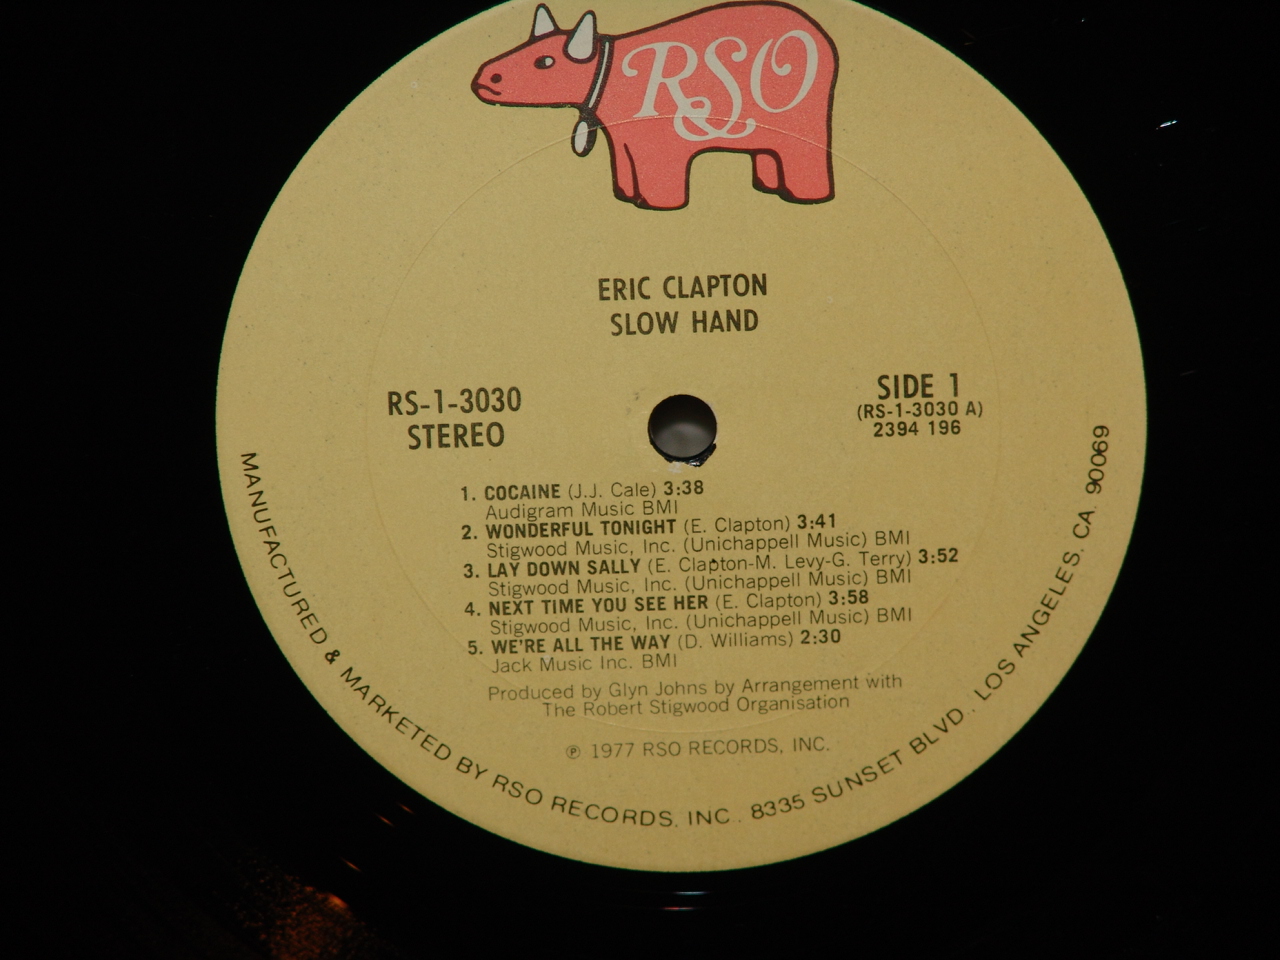 RSO
ERIC CLAPTON
SLOW HAND
RS-1-3030
STEREO
SIDE 1
(RS-1-3030 A)
2394 196
1. COCAINE (J.J. Cale) 3:38
Audigram Music BMI
2. WONDERFUL TONIGHT (E. Clapton) 3:41
Stigwood Music, Inc. (Unichappell Music) BMI
3. LAY DOWN SALLY (E. Clapton-M. Levy-G. Terry) 3:52
Stigwood Music, Inc. (Unichappell Music) BMI
4. NEXT TIME YOU SEE HER (E. Clapton) 3:58
Stigwood Music, Inc. (Unichappell Music) BMI
5. WE'RE ALL THE WAY (D. Williams) 2:30
Jack Music Inc. BMI
Produced by Glyn Johns by Arrangement with
The Robert Stigwood Organisation
℗ 1977 RSO RECORDS, INC.
MANUFACTURED & MARKETED BY RSO RECORDS, INC. 8335 SUNSET BLVD., LOS ANGELES, CA. 90069